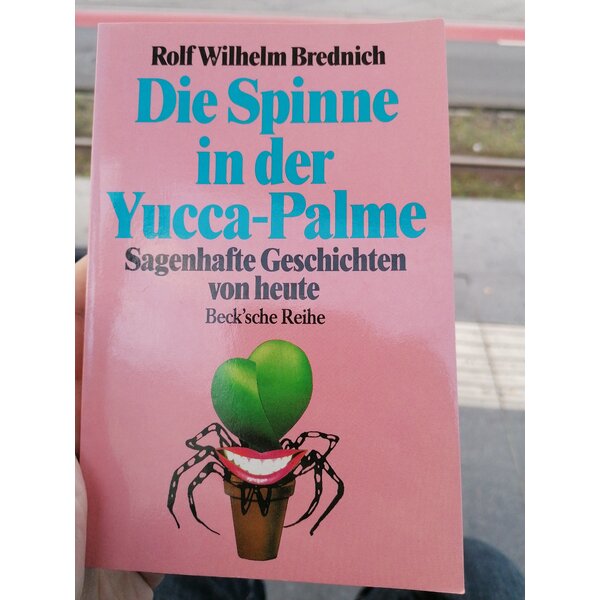 Rolf Wilhelm Brednich
Die Spinne
in der
Yucca-Palme
Sagenhafte Geschichten
von heute
Beck'sche Reihe